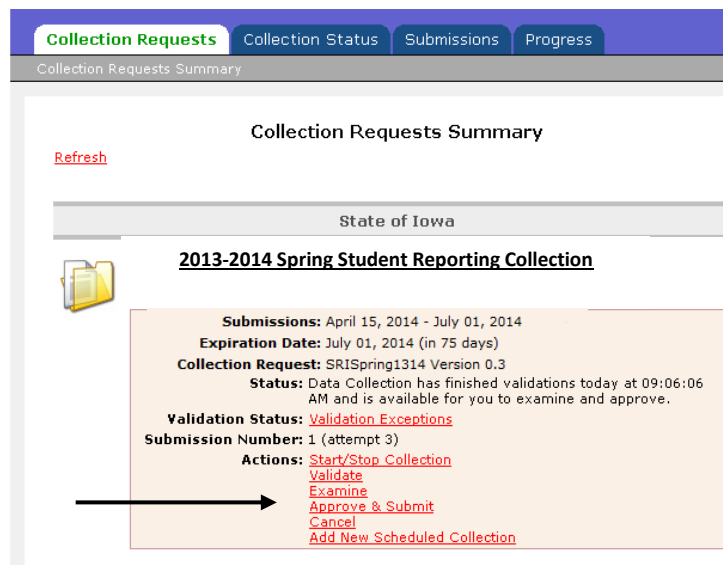 Collection Requests Collection Status Submissions Progress
Collection Requests Summary
Collection Requests Summary
Refresh
State of Iowa
2013-2014 Spring Student Reporting Collection
Submissions: April 15, 2014 - July 01, 2014
Expiration Date: July 01, 2014 (in 75 days)
Collection Request: SRISpring1314 Version 0.3
Status: Data Collection has finished validations today at 09:06:06
AM and is available for you to examine and approve.
Validation Status: Validation Exceptions
Submission Number: 1 (attempt 3)
Actions: Start/Stop Collection
Validate
Examine
Approve & Submit
Cancel
Add New Scheduled Collection